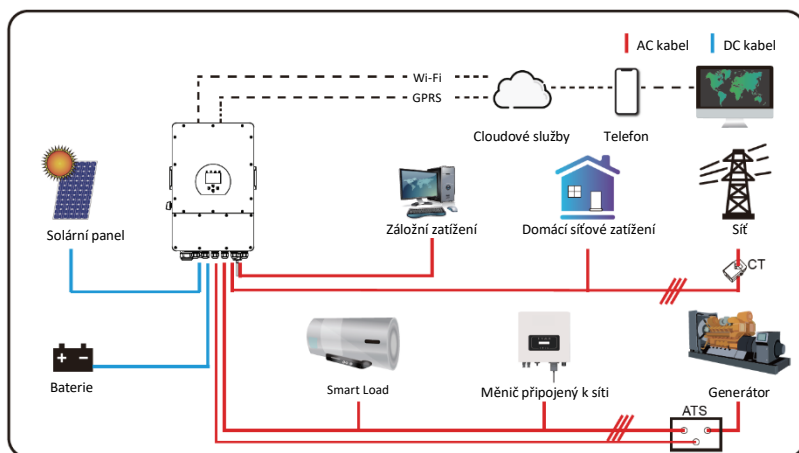 AC kabel
DC kabel
Wi-Fi
GPRS
Cloudové služby
Telefon
Solární panel
Záložní zatížení
Domácí síťové zatížení
Síť
CT
Baterie
Smart Load
Měnič připojený k síti
Generátor
ATS